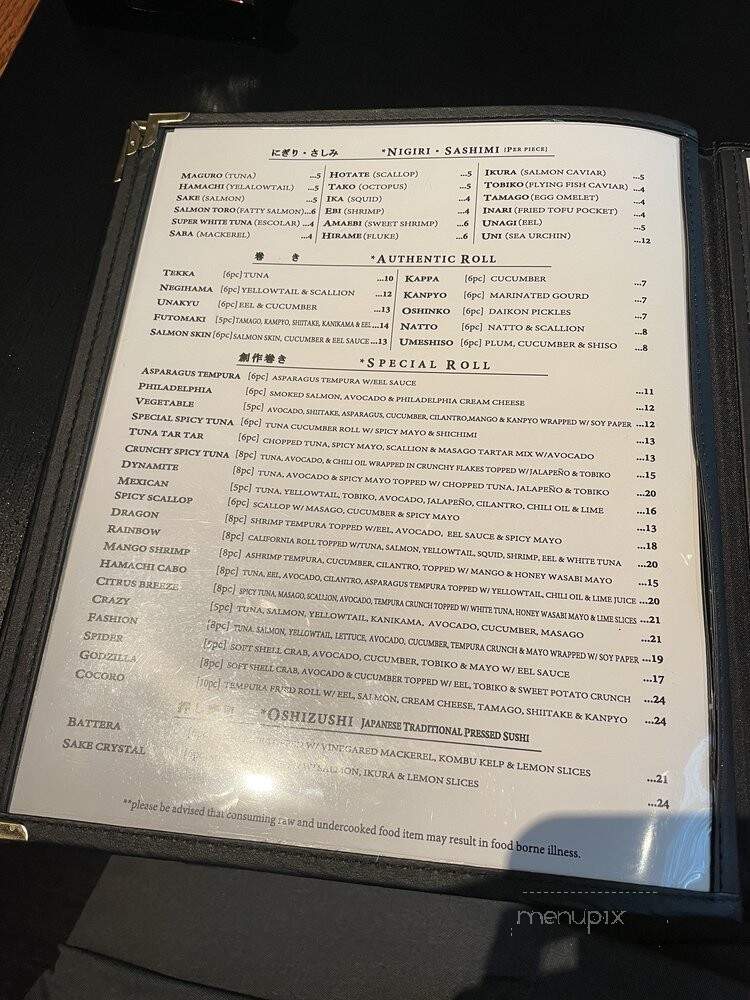 にぎり・さしみ *NIGIRI・SASHIMI [PER PIECE]
MAGURO (TUNA) ...5
HAMACHI (YELALOWTAIL) ...5
SAKE (SALMON) ...5
SALMON TORO (FATTY SALMON)...6
SUPER WHITE TUNA (ESCOLAR) ...4
SABA (MACKEREL) ...4
HOTATE (SCALLOP) ...5
TAKO (OCTOPUS) ...5
IKA (SQUID) ...4
EBI (SHRIMP) ...4
AMAEBI (SWEET SHRIMP) ...6
HIRAME (FLUKE) ...6
IKURA (SALMON CAVIAR) ...5
TOBIKO (FLYING FISH CAVIAR) ...4
TAMAGO (EGG OMELET) ...4
INARI (FRIED TOFU POCKET) ...4
UNAGI (EEL) ...5
UNI (SEA URCHIN) ...12
巻き *AUTHENTIC ROLL
TEKKA [6pc] TUNA ...10
NEGIHAMA [6pc] YELLOWTAIL & SCALLION ...12
UNAKYU [6pc] EEL & CUCUMBER ...13
FUTOMAKI [5pc] TAMAGO, KAMPYO, SHIITAKE, KANIKAMA & EEL ...14
SALMON SKIN [6pc] SALMON SKIN, CUCUMBER & EEL SAUCE ...13
KAPPA [6pc] CUCUMBER ...7
KANPYO [6pc] MARINATED GOURD ...7
OSHINKO [6pc] DAIKON PICKLES ...7
NATTO [6pc] NATTO & SCALLION ...8
UMESHISO [6pc] PLUM, CUCUMBER & SHISO ...8
創作巻き *SPECIAL ROLL
ASPARAGUS TEMPURA [6pc] ASPARAGUS TEMPURA W/EEL SAUCE ...11
PHILADELPHIA [6pc] SMOKED SALMON, AVOCADO & PHILADELPHIA CREAM CHEESE ...12
VEGETABLE [5pc] AVOCADO, SHIITAKE, ASPARAGUS, CUCUMBER, CILANTRO,MANGO & KANPYO WRAPPED W/ SOY PAPER ...12
SPECIAL SPICY TUNA [6pc] TUNA CUCUMBER ROLL W/ SPICY MAYO & SHICHIMI ...13
TUNA TAR TAR [6pc] CHOPPED TUNA, SPICY MAYO, SCALLION & MASAGO TARTAR MIX W/AVOCADO ...13
CRUNCHY SPICY TUNA [8pc] TUNA, AVOCADO, & CHILI OIL WRAPPED IN CRUNCHY FLAKES TOPPED W/JALAPEÑO & TOBIKO ...15
DYNAMITE [8pc] TUNA, AVOCADO & SPICY MAYO TOPPED W/ CHOPPED TUNA, JALAPEÑO & TOBIKO ...20
MEXICAN [5pc] TUNA, YELLOWTAIL, TOBIKO, AVOCADO, JALAPEÑO, CILANTRO, CHILI OIL & LIME ...16
SPICY SCALLOP [6pc] SCALLOP W/ MASAGO, CUCUMBER & SPICY MAYO ...13
DRAGON [8pc] SHRIMP TEMPURA TOPPED W/EEL, AVOCADO, EEL SAUCE & SPICY MAYO ...18
RAINBOW [8pc] CALIFORNIA ROLL TOPPED W/TUNA, SALMON, YELLOWTAIL, SQUID, SHRIMP, EEL & WHITE TUNA ...20
MANGO SHRIMP [8pc] ASHRIMP TEMPURA, CUCUMBER, CILANTRO, TOPPED W/ MANGO & HONEY WASABI MAYO ...15
HAMACHI CABO [8pc] TUNA, EEL, AVOCADO, CILANTRO, ASPARAGUS TEMPURA TOPPED W/ YELLOWTAIL, CHILI OIL & LIME JUICE ...20
CITRUS BREEZE [8pc] SPICY TUNA, MASAGO, SCALLION, AVOCADO, TEMPURA CRUNCH TOPPED W/ WHITE TUNA, HONEY WASABI MAYO & LIME SLICES ...21
CRAZY [5pc] TUNA, SALMON, YELLOWTAIL, KANIKAMA, AVOCADO, CUCUMBER, MASAGO ...21
FASHION [8pc] TUNA, SALMON, YELLOWTAIL, LETTUCE, AVOCADO, CUCUMBER, TEMPURA CRUNCH & MAYO WRAPPED W/ SOY PAPER ...19
SPIDER [5pc] SOFT SHELL CRAB, AVOCADO, CUCUMBER, TOBIKO & MAYO W/ EEL SAUCE ...17
GODZILLA [8pc] SOFT SHELL CRAB, AVOCADO & CUCUMBER TOPPED W/ EEL, TOBIKO & SWEET POTATO CRUNCH ...24
COCORO [10pc] TEMPURA FRIED ROLL W/ EEL, SALMON, CREAM CHEESE, TAMAGO, SHIITAKE & KANPYO ...24
*OSHIZUSHI JAPANESE TRADITIONAL PRESSED SUSHI
BATTERA W/ VINEGARED MACKEREL, KOMBU KELP & LEMON SLICES ...21
SAKE CRYSTAL SALMON, IKURA & LEMON SLICES ...24
**please be advised that consuming raw and undercooked food item may result in food borne illness.
menupix